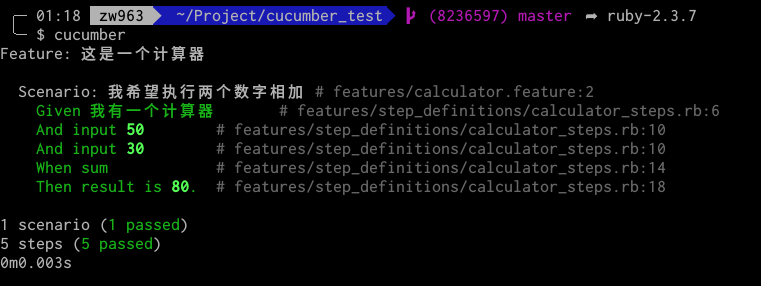 01:18 zw963 ~/Project/cucumber_test (8236597) master ➦ ruby-2.3.7
$ cucumber
Feature: 这是一个计算器
Scenario: 我希望执行两个数字相加 # features/calculator.feature:2
Given 我有一个计算器 # features/step_definitions/calculator_steps.rb:6
And input 50 # features/step_definitions/calculator_steps.rb:10
And input 30 # features/step_definitions/calculator_steps.rb:10
When sum # features/step_definitions/calculator_steps.rb:14
Then result is 80. # features/step_definitions/calculator_steps.rb:18
1 scenario (1 passed)
5 steps (5 passed)
0m0.003s